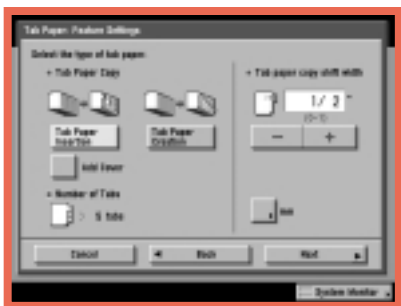 Tab Paper: Feature Settings
Select the type of tab paper.
• Tab Paper Copy
• Tab paper copy shift width
1/ 2 "
(0-1)
Tab Paper Insertion
Tab Paper Creation
-
+
Add Cover
• Number of Tabs
> 5 tabs
mm
Cancel
◄ Back
Next ►
System Monitor